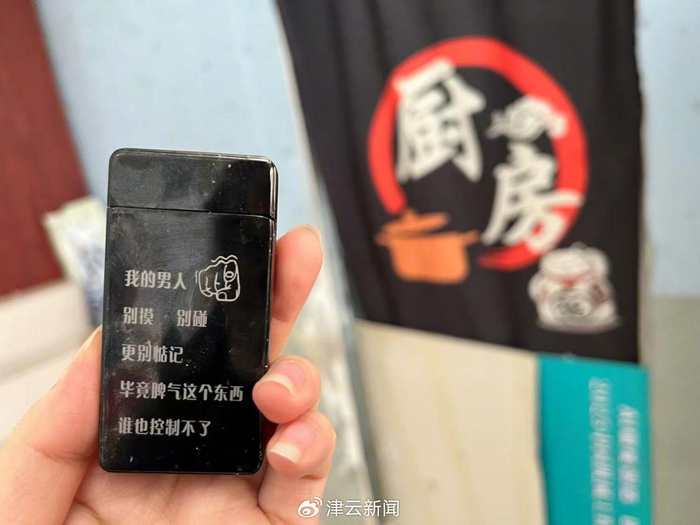 我的男人
别摸 别碰
更别惦记
毕竟脾气这个东西
谁也控制不了
厨房
津云新闻